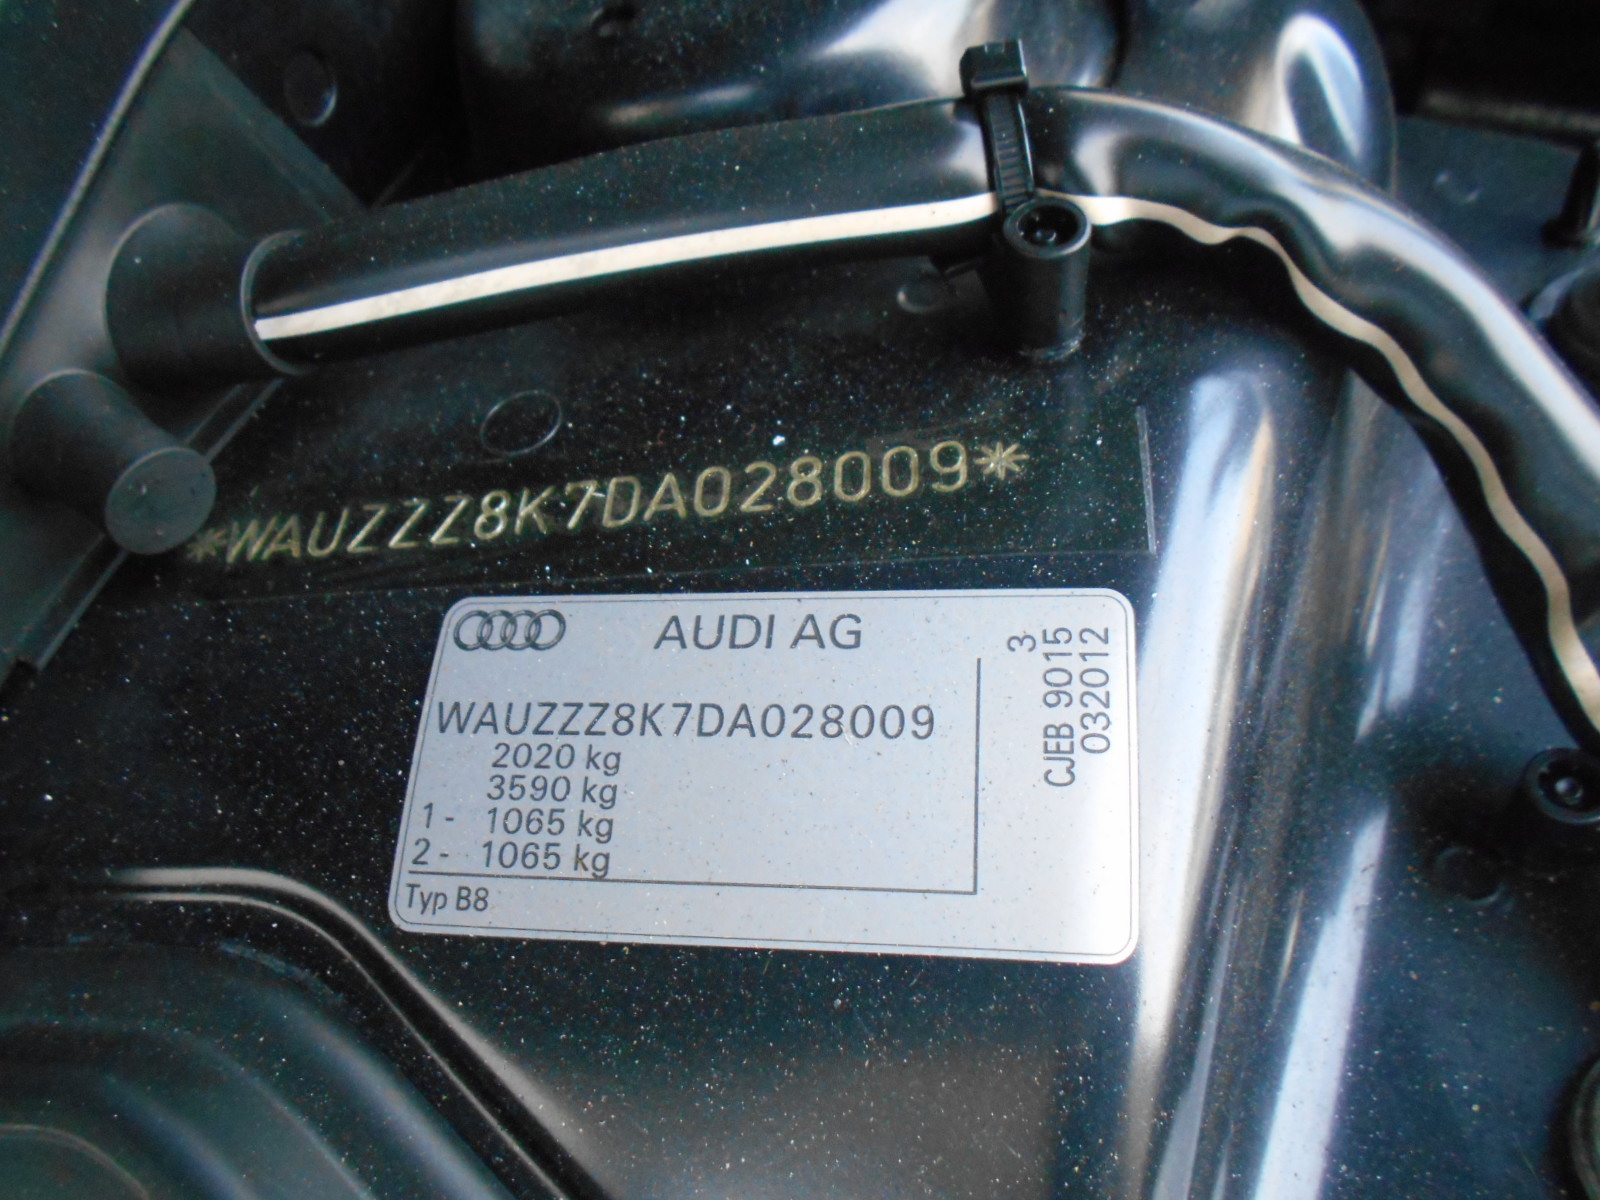 *WAUZZZ8K7DA028009*
AUDI AG
WAUZZZ8K7DA028009
2020 kg
3590 kg
1- 1065 kg
2- 1065 kg
Typ B8
3
CJEB 9015
032012